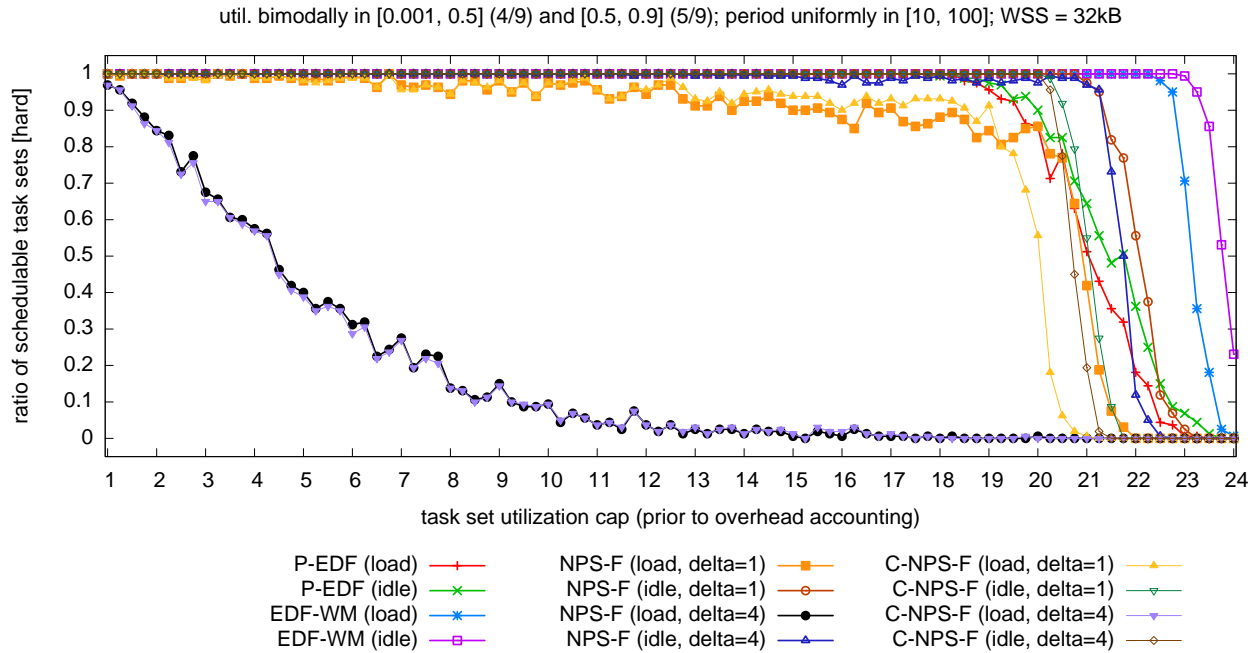 util. bimodally in [0.001, 0.5] (4/9) and [0.5, 0.9] (5/9); period uniformly in [10, 100]; WSS = 32kB
ratio of schedulable task sets [hard]
1
0.9
0.8
0.7
0.6
0.5
0.4
0.3
0.2
0.1
0
1 2 3 4 5 6 7 8 9 10 11 12 13 14 15 16 17 18 19 20 21 22 23 24
task set utilization cap (prior to overhead accounting)
P-EDF (load)
P-EDF (idle)
EDF-WM (load)
EDF-WM (idle)
NPS-F (load, delta=1)
NPS-F (idle, delta=1)
NPS-F (load, delta=4)
NPS-F (idle, delta=4)
C-NPS-F (load, delta=1)
C-NPS-F (idle, delta=1)
C-NPS-F (load, delta=4)
C-NPS-F (idle, delta=4)